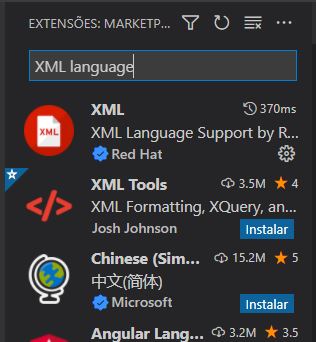 EXTENSÕES: MARKETP...
XML language
XML 370ms
XML Language Support by R...
Red Hat
XML Tools 3.5M 4
XML Formatting, XQuery, an...
Josh Johnson Instalar
Chinese (Sim... 15.2M 5
中文(简体)
Microsoft Instalar
Angular Lang... 3.2M 3.5